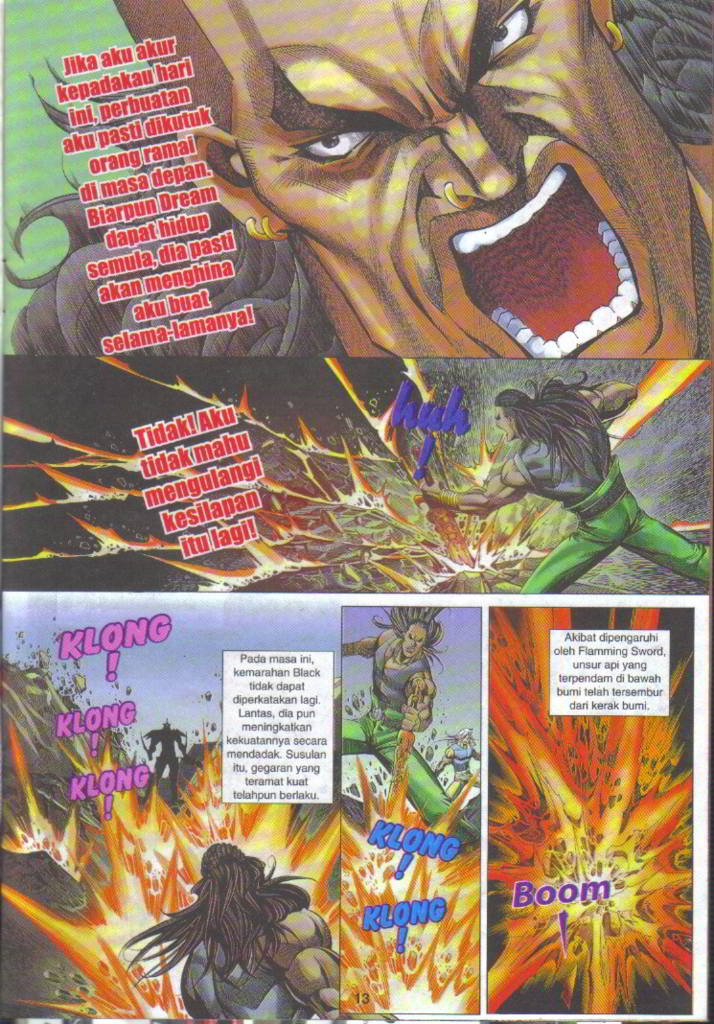 Jika aku akur
kepadakau hari
ini, perbuatan
aku pasti dikutuk
orang ramai
di masa depan.
Biarpun Dream
dapat hidup
semula, dia pasti
akan menghina
aku buat
selama-lamanya!
Tidak! Aku
tidak mahu
mengulangi
kesilapan
itu lagi!
huh
!
KLONG
!
KLONG
!
KLONG
!
Pada masa ini,
kemarahan Black
tidak dapat
diperkatakan lagi.
Lantas, dia pun
meningkatkan
kekuatannya secara
mendadak. Susulan
itu, gegaran yang
teramat kuat
telahpun berlaku.
KLONG
!
KLONG
!
Akibat dipengaruhi
oleh Flamming Sword,
unsur api yang
terpendam di bawah
bumi telah tersembur
dari kerak bumi.
Boom
!
13